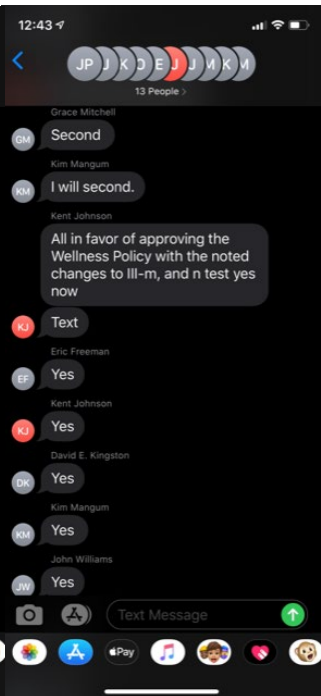 12:43
JP J K D E J J M K M
13 People >
Grace Mitchell
GM
Second
Kim Mangum
KM
I will second.
Kent Johnson
All in favor of approving the
Wellness Policy with the noted
changes to III-m, and n test yes
now
KJ
Text
Eric Freeman
EF
Yes
Kent Johnson
KJ
Yes
David E. Kingston
DK
Yes
Kim Mangum
KM
Yes
John Williams
JW
Yes
Text Message
Pay